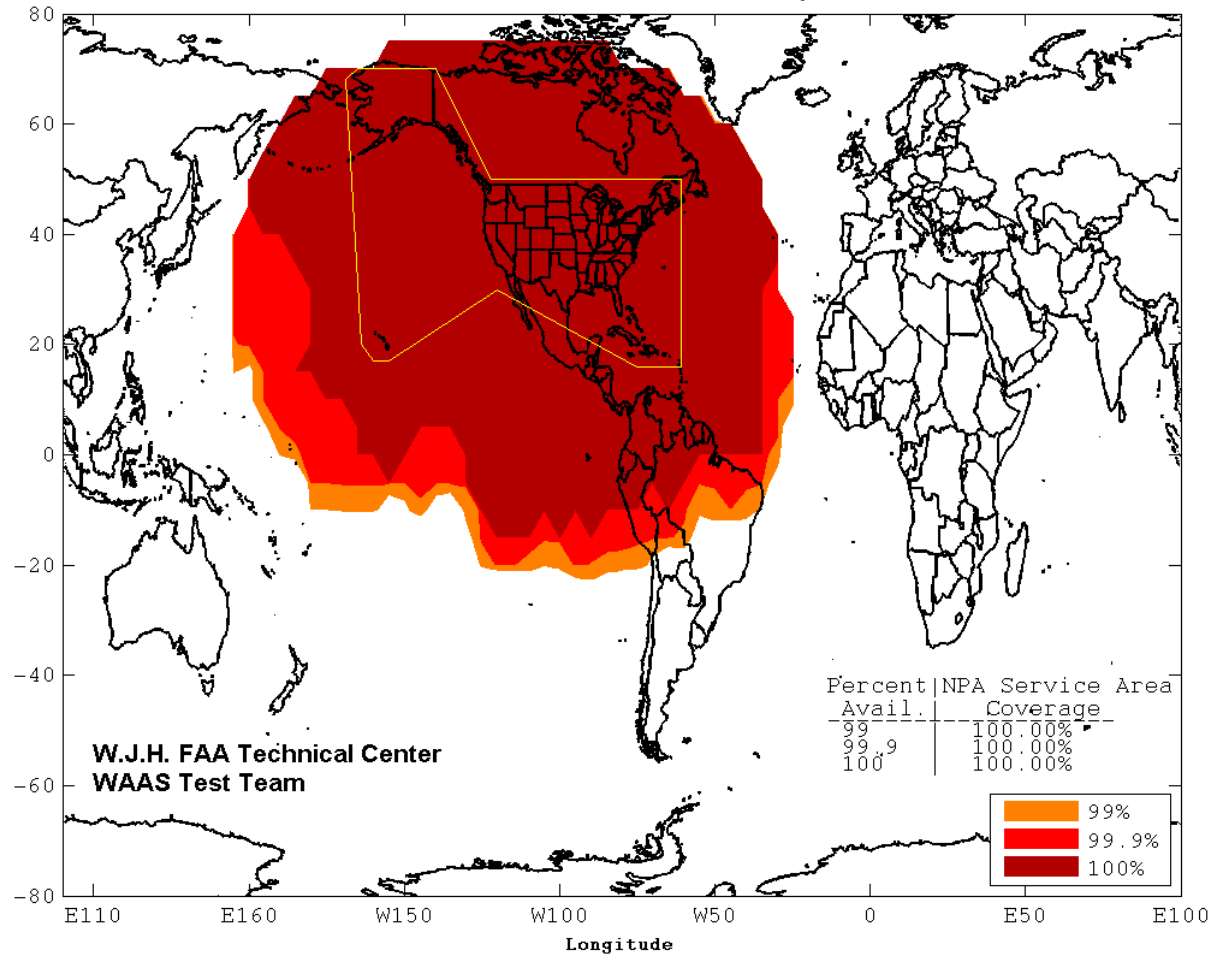 80
60
40
20
0
-20
-40
-60
-80
Percent|NPA Service Area
Avail.| Coverage
99 | 100.00%
99.9 | 100.00%
100 | 100.00%
W.J.H. FAA Technical Center
WAAS Test Team
99%
99.9%
100%
E110 E160 W150 W100 W50 0 E50 E100
Longitude